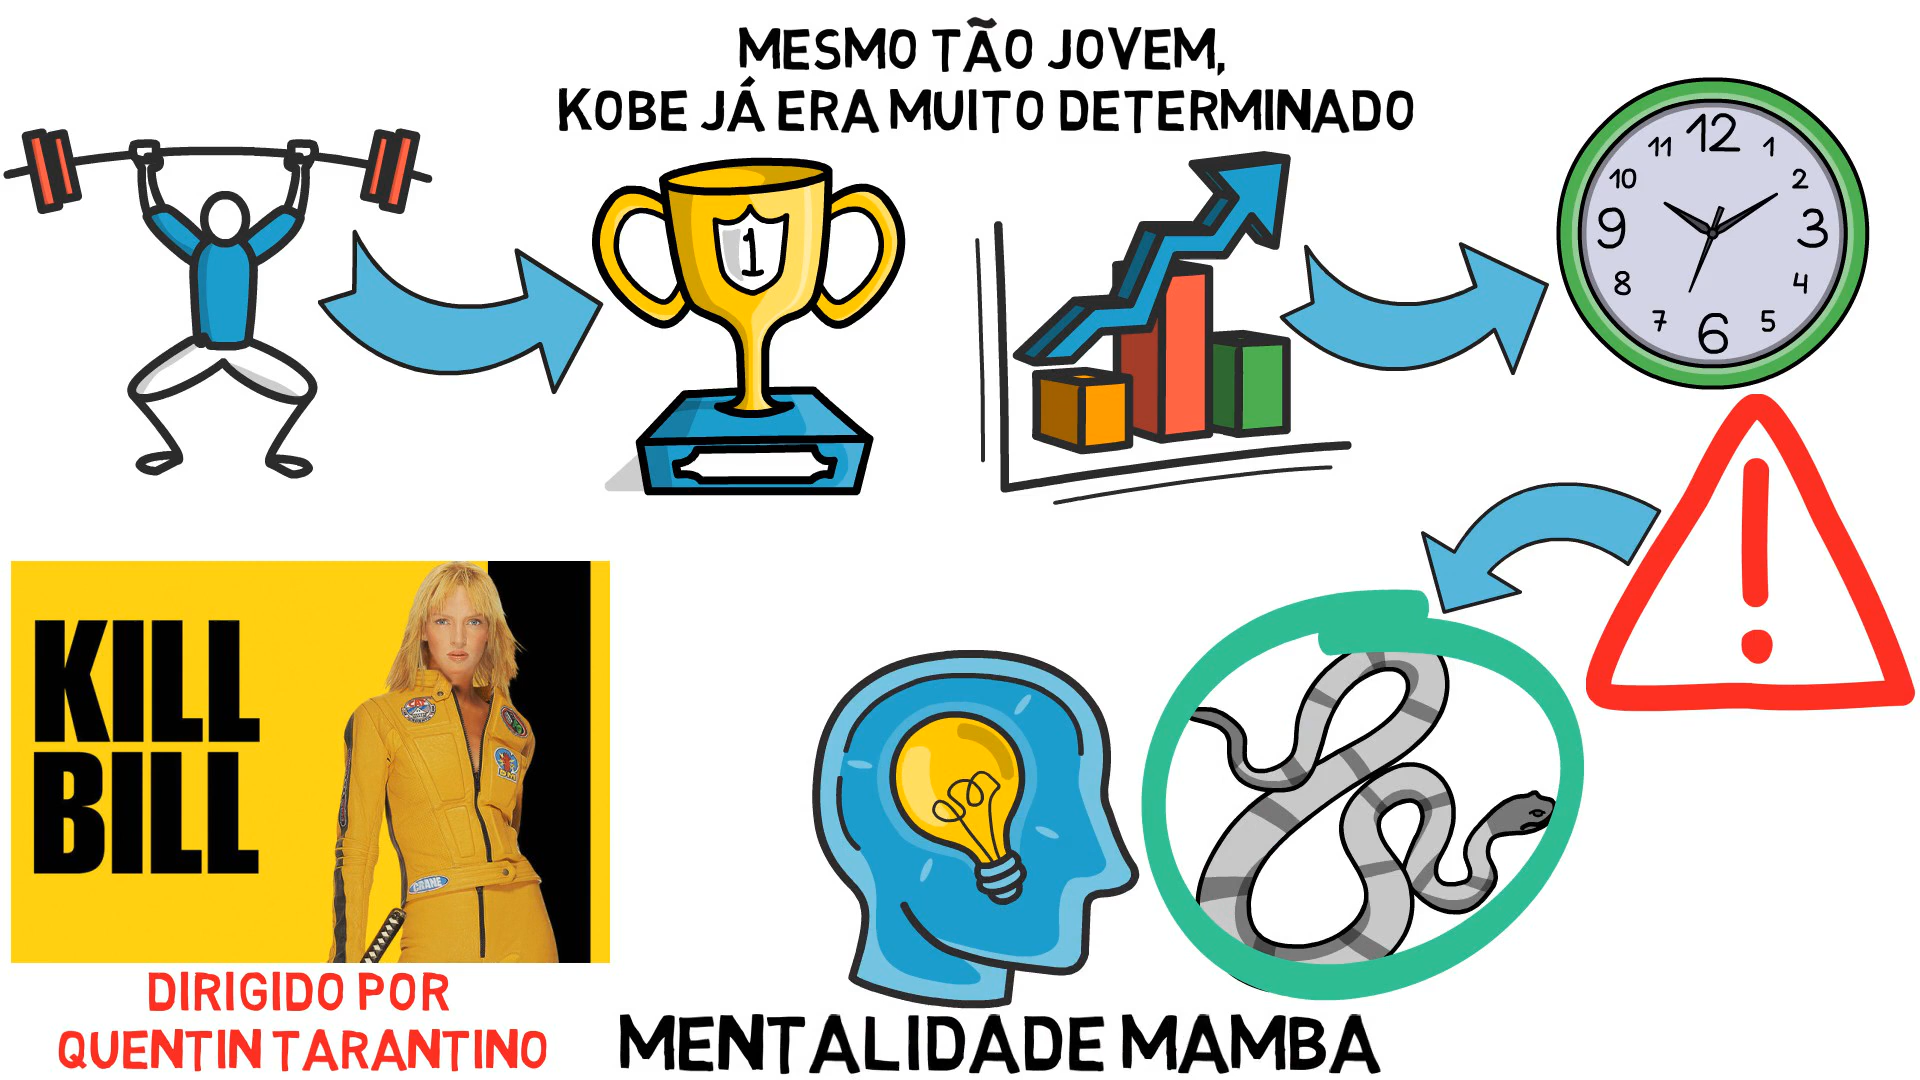 MESMO TÃO JOVEM,
KOBE JÁ ERA MUITO DETERMINADO
1
12
11
1
10
2
9
3
8
4
7
5
6
KILL
BILL
CRANE
DIRIGIDO POR
QUENTIN TARANTINO
MENTALIDADE MAMBA